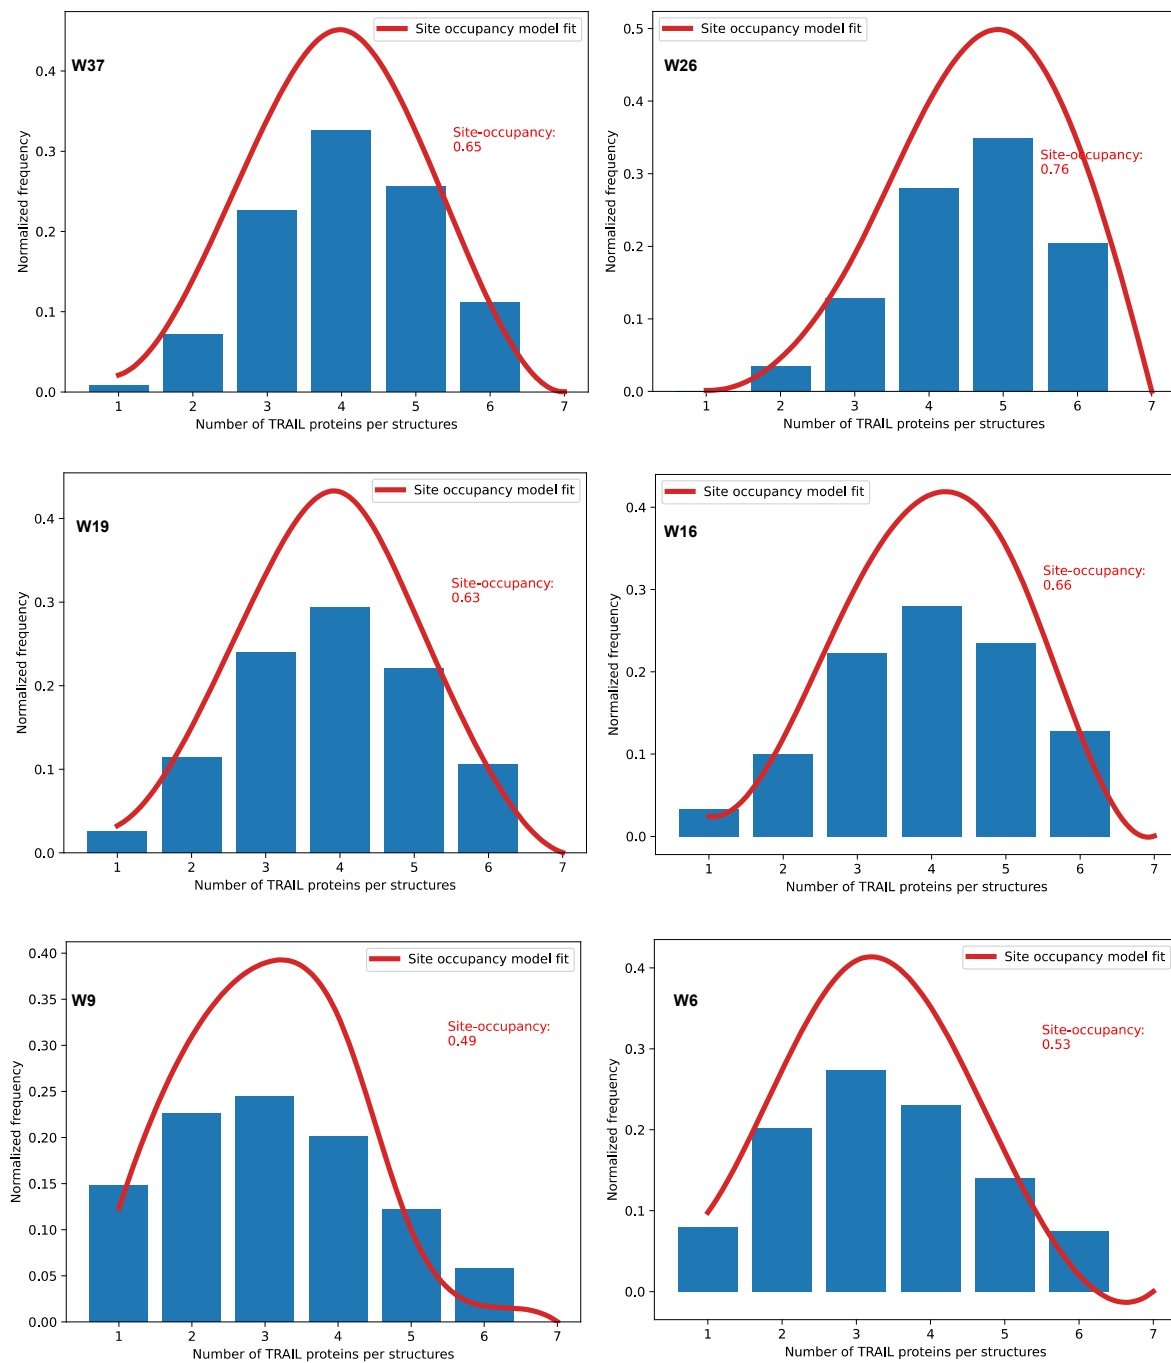 Site occupancy model fit
W37
Site-occupancy:
0.65
Normalized frequency
0.4
0.3
0.2
0.1
0.0
1 2 3 4 5 6 7
Number of TRAIL proteins per structures
Site occupancy model fit
W26
Site-occupancy:
0.76
Normalized frequency
0.5
0.4
0.3
0.2
0.1
0.0
1 2 3 4 5 6 7
Number of TRAIL proteins per structures
Site occupancy model fit
W19
Site-occupancy:
0.63
Normalized frequency
0.4
0.3
0.2
0.1
0.0
1 2 3 4 5 6 7
Number of TRAIL proteins per structures
Site occupancy model fit
W16
Site-occupancy:
0.66
Normalized frequency
0.4
0.3
0.2
0.1
0.0
1 2 3 4 5 6 7
Number of TRAIL proteins per structures
Site occupancy model fit
W9
Site-occupancy:
0.49
Normalized frequency
0.40
0.35
0.30
0.25
0.20
0.15
0.10
0.05
0.00
1 2 3 4 5 6 7
Number of TRAIL proteins per structures
Site occupancy model fit
W6
Site-occupancy:
0.53
Normalized frequency
0.4
0.3
0.2
0.1
0.0
1 2 3 4 5 6 7
Number of TRAIL proteins per structures